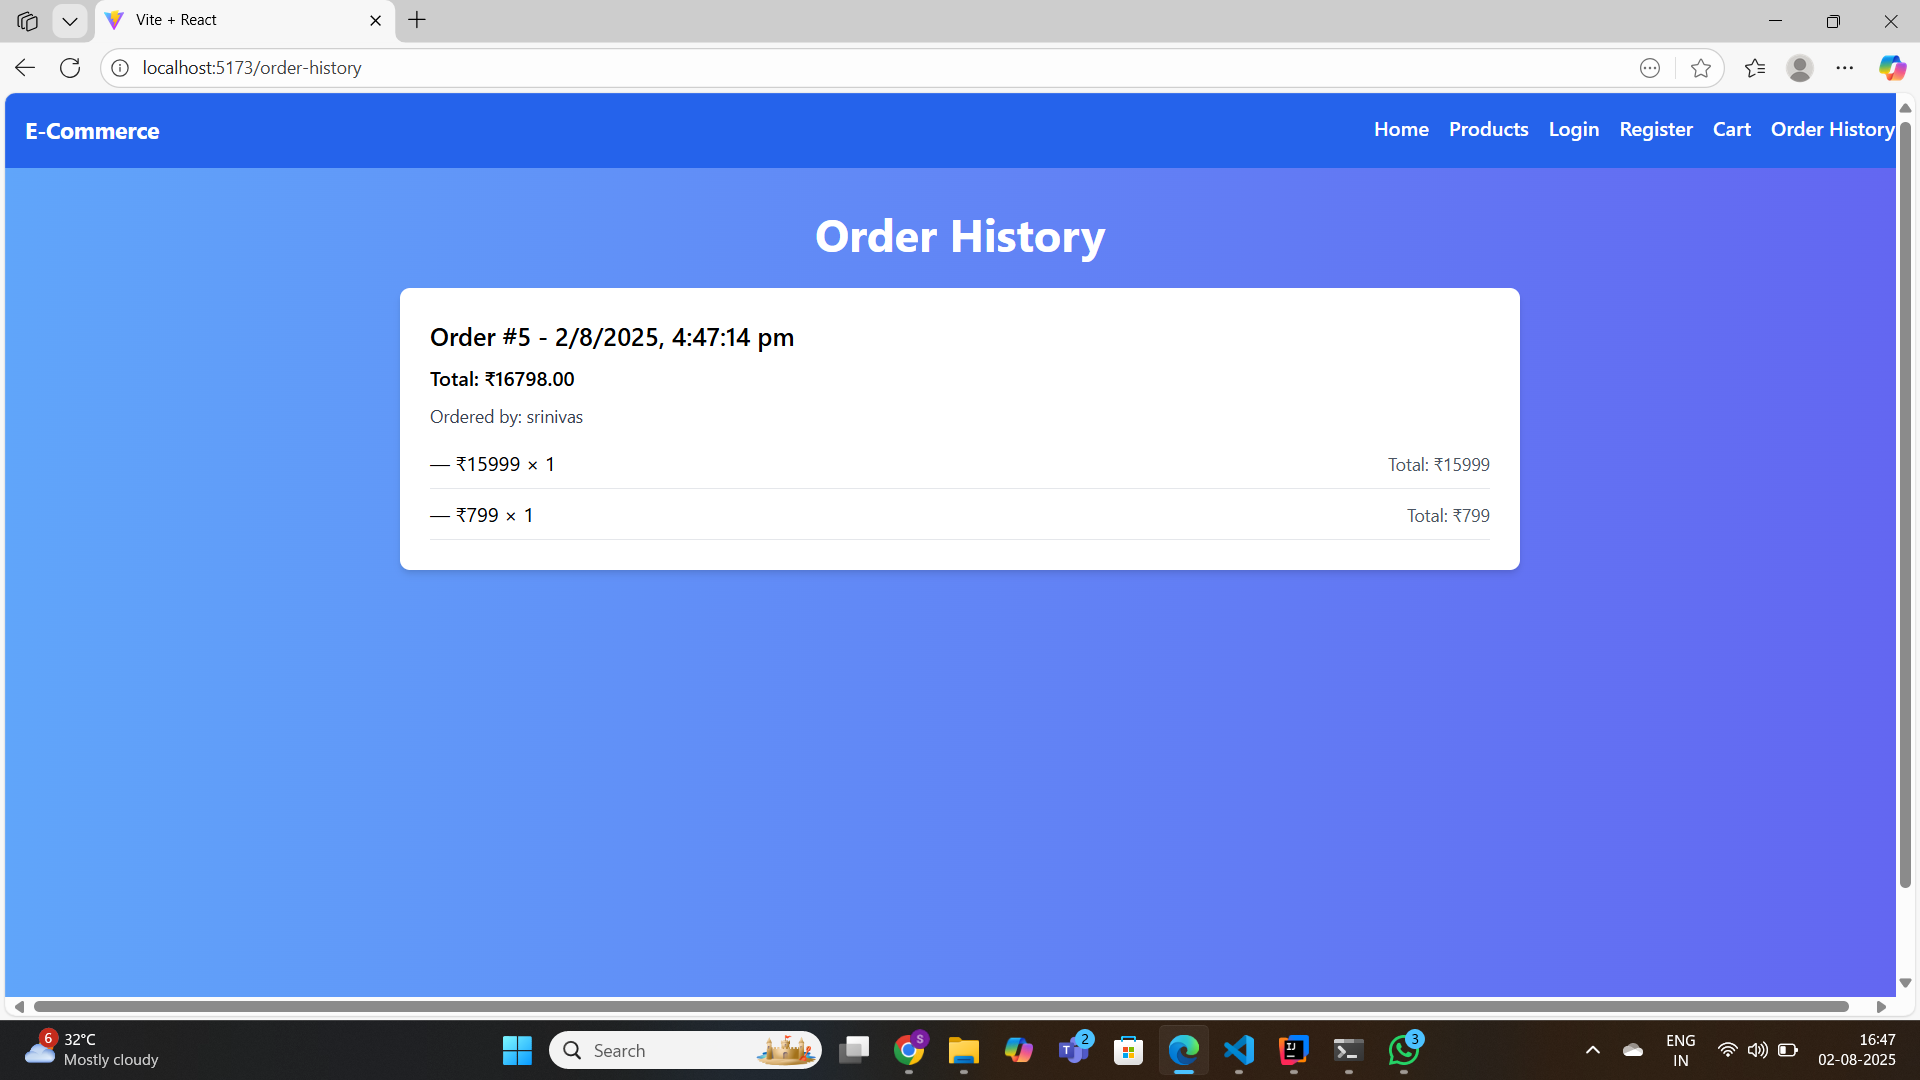 Vite + React
localhost:5173/order-history
E-Commerce
Home Products Login Register Cart Order History
Order History
Order #5 - 2/8/2025, 4:47:14 pm
Total: ₹16798.00
Ordered by: srinivas
— ₹15999 × 1 Total: ₹15999
— ₹799 × 1 Total: ₹799
6
32°C
Mostly cloudy
Search
S
2
3
ENG
IN
16:47
02-08-2025